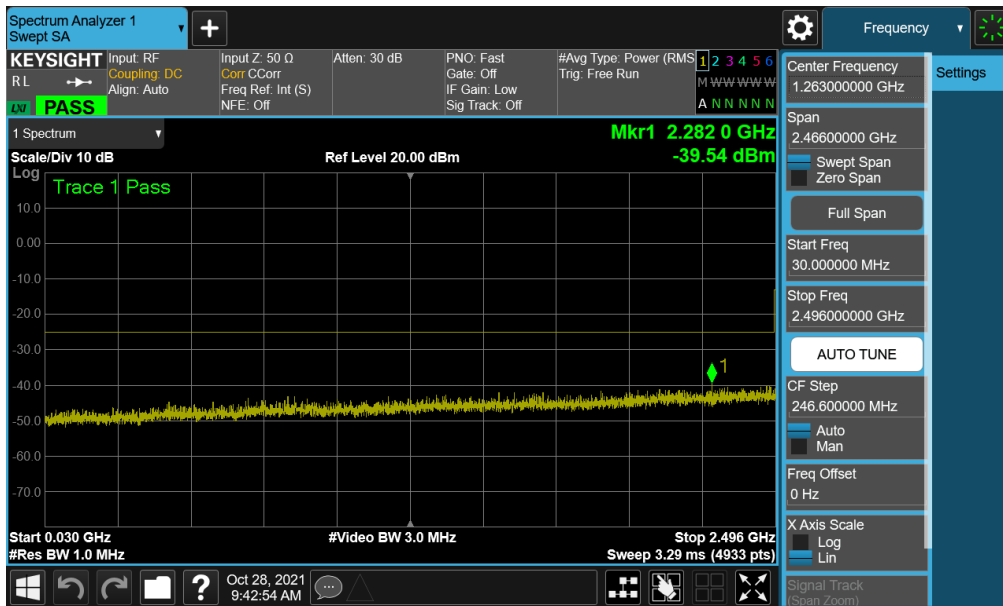 Spectrum Analyzer 1
Swept SA
Frequency
KEYSIGHT
RL
LXI
PASS
Input: RF
Coupling: DC
Align: Auto
Input Z: 50 Ω
Corr CCorr
Freq Ref: Int (S)
NFE: Off
Atten: 30 dB
PNO: Fast
Gate: Off
IF Gain: Low
Sig Track: Off
#Avg Type: Power (RMS
Trig: Free Run
1 2 3 4 5 6
M W W W W W
A N N N N N
1 Spectrum
Scale/Div 10 dB
Ref Level 20.00 dBm
Mkr1 2.282 0 GHz
-39.54 dBm
Log
Trace 1 Pass
10.0
0.00
-10.0
-20.0
-30.0
-40.0
-50.0
-60.0
-70.0
1
Start 0.030 GHz
#Video BW 3.0 MHz
Stop 2.496 GHz
#Res BW 1.0 MHz
Sweep 3.29 ms (4933 pts)
Center Frequency
1.263000000 GHz
Settings
Span
2.46600000 GHz
Swept Span
Zero Span
Full Span
Start Freq
30.000000 MHz
Stop Freq
2.496000000 GHz
AUTO TUNE
CF Step
246.600000 MHz
Auto
Man
Freq Offset
0 Hz
X Axis Scale
Log
Lin
Signal Track
(Span Zoom)
?
Oct 28, 2021
9:42:54 AM